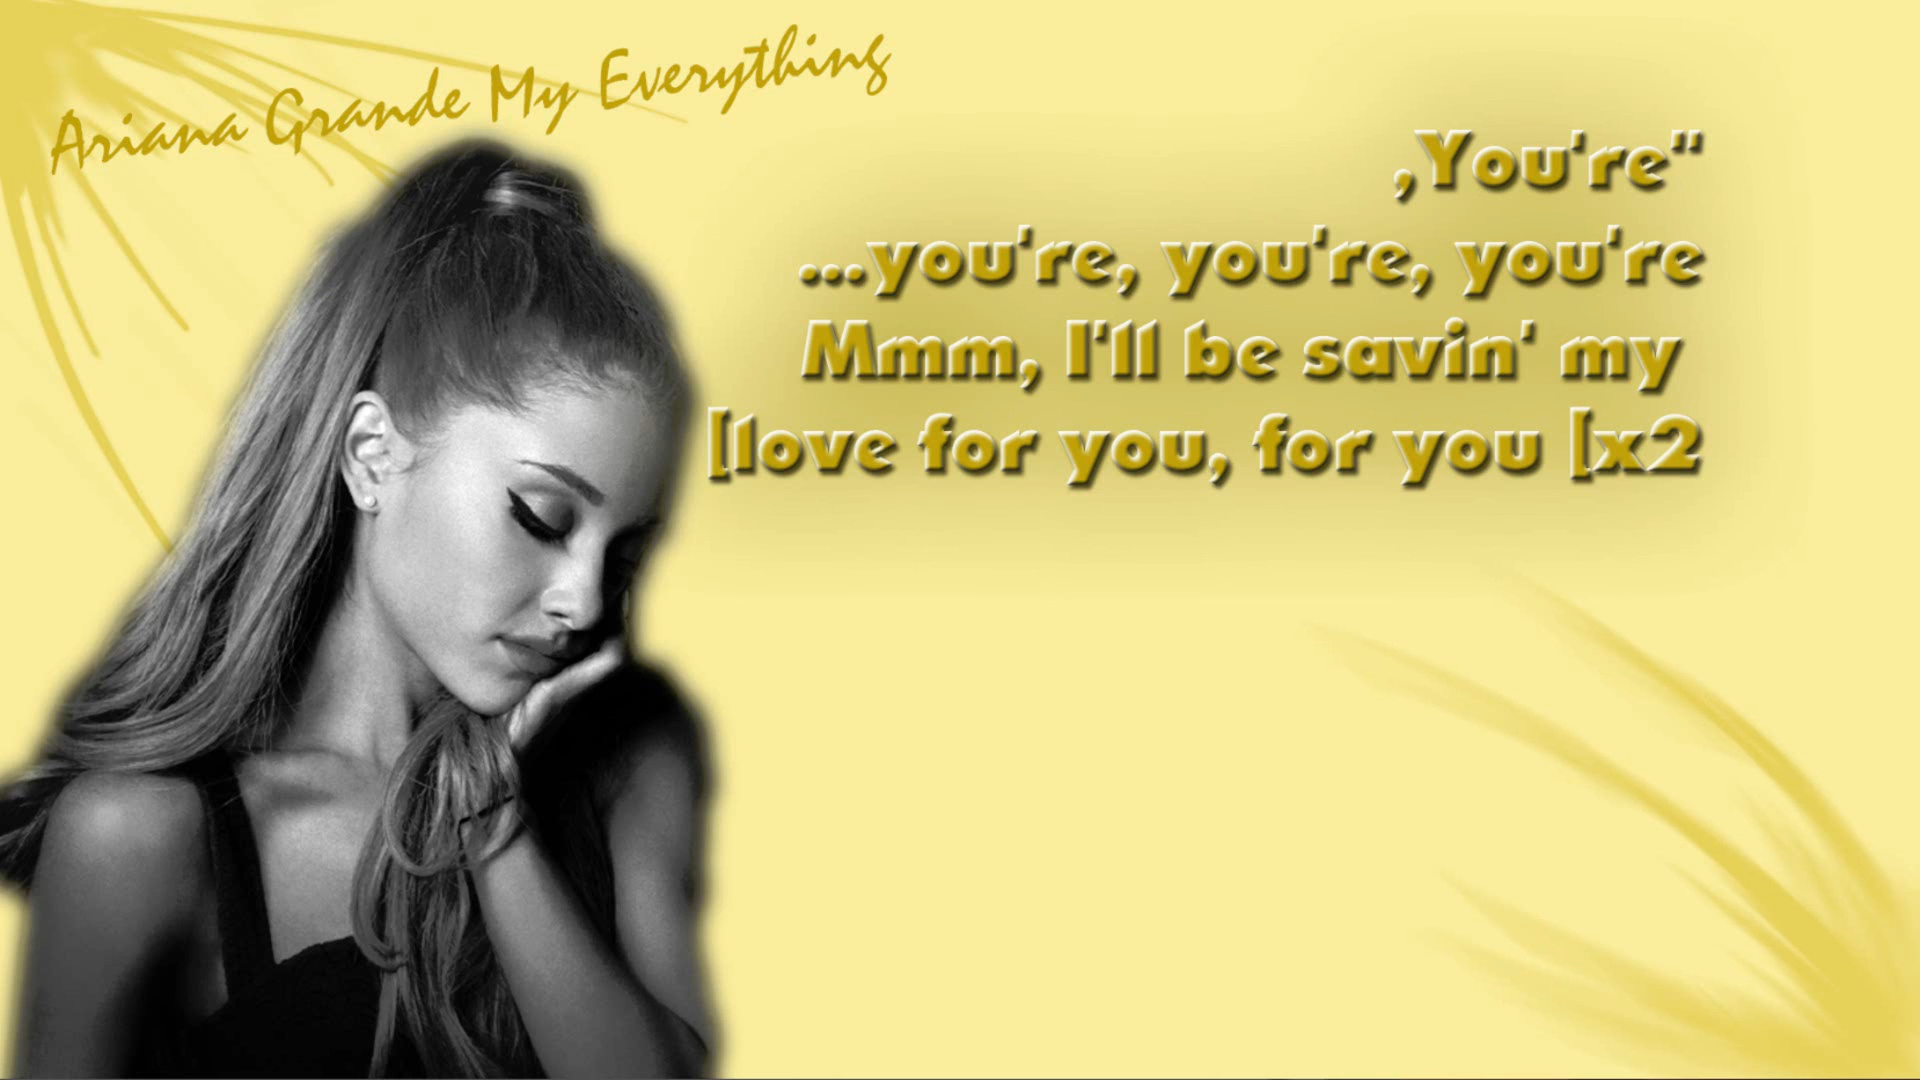 Ariana Grande My Everything
,You're"
...you're, you're, you're
Mmm, I'll be savin' my
[love for you, for you [x2